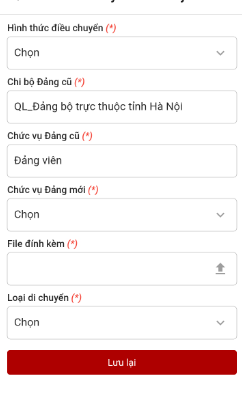 Hình thức điều chuyển (*)
Chọn
Chi bộ Đảng cũ (*)
QL_Đảng bộ trực thuộc tỉnh Hà Nội
Chức vụ Đảng cũ (*)
Đảng viên
Chức vụ Đảng mới (*)
Chọn
File đính kèm (*)
Loại di chuyển (*)
Chọn
Lưu lại